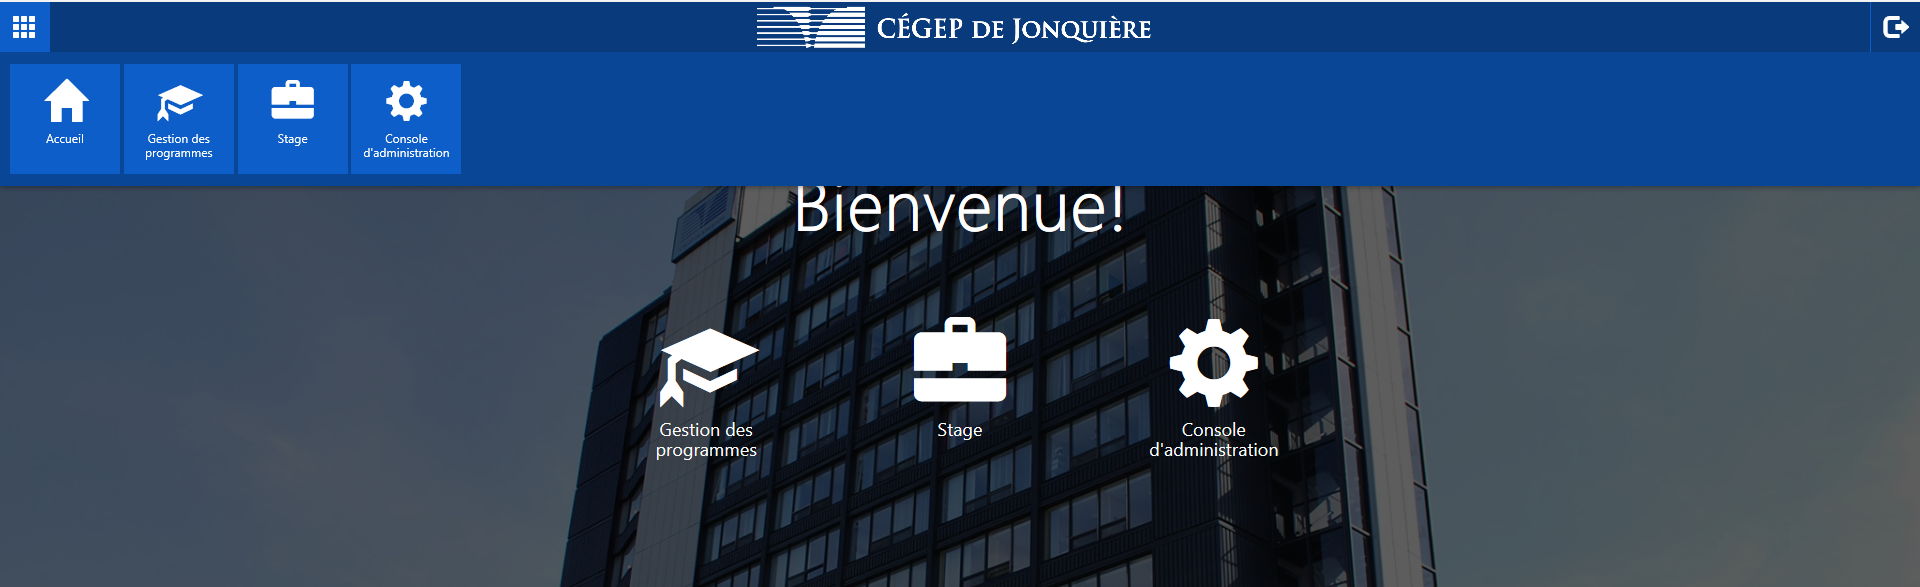 CÉGEP DE JONQUIÈRE
Accueil
Gestion des
programmes
Stage
Console
d'administration
Bienvenue!
Gestion des
programmes
Stage
Console
d'administration